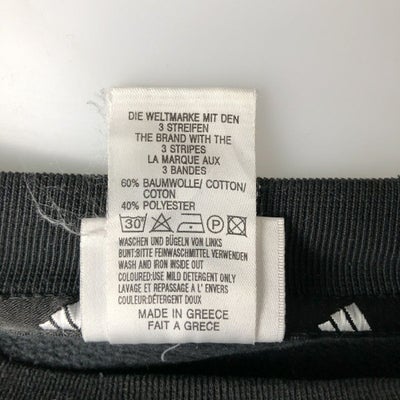 DIE WELTMARKE MIT DEN
3 STREIFEN
THE BRAND WITH THE
3 STRIPES
LA MARQUE AUX
3 BANDES
60% BAUMWOLLE/ COTTON/
COTON
40% POLYESTER
30 P
WASCHEN UND BÜGELN VON LINKS
BUNT:BITTE FEINWASCHMITTEL VERWENDEN
WASH AND IRON INSIDE OUT
COLOURED:USE MILD DETERGENT ONLY
LAVAGE ET REPASSAGE A L' ENVERS
COULEUR:DÉTERGENT DOUX
MADE IN GREECE
FAIT A GRECE